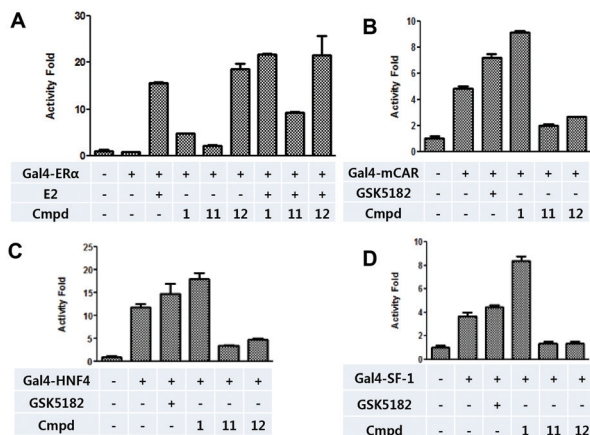 A
Activity Fold
30
20
10
0
Gal4-ERα - + + + + + + + +
E2 - - + - - - + + +
Cmpd - - - 1 11 12 1 11 12
B
Activity Fold
10
8
6
4
2
0
Gal4-mCAR - + + + + +
GSK5182 - - + - - -
Cmpd - - - 1 11 12
C
Activity Fold
25
20
15
10
5
0
Gal4-HNF4 - + + + + +
GSK5182 - - + - - -
Cmpd - - - 1 11 12
D
Activity Fold
10
8
6
4
2
0
Gal4-SF-1 - + + + + +
GSK5182 - - + - - -
Cmpd - - - 1 11 12